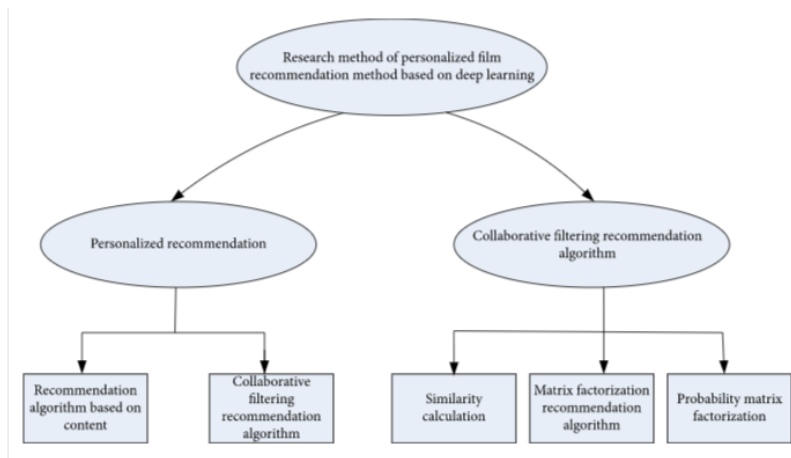 Research method of personalized film
recommendation method based on deep learning
Personalized recommendation
Collaborative filtering recommendation
algorithm
Recommendation
algorithm based on
content
Collaborative
filtering
recommendation
algorithm
Similarity
calculation
Matrix factorization
recommendation
algorithm
Probability matrix
factorization